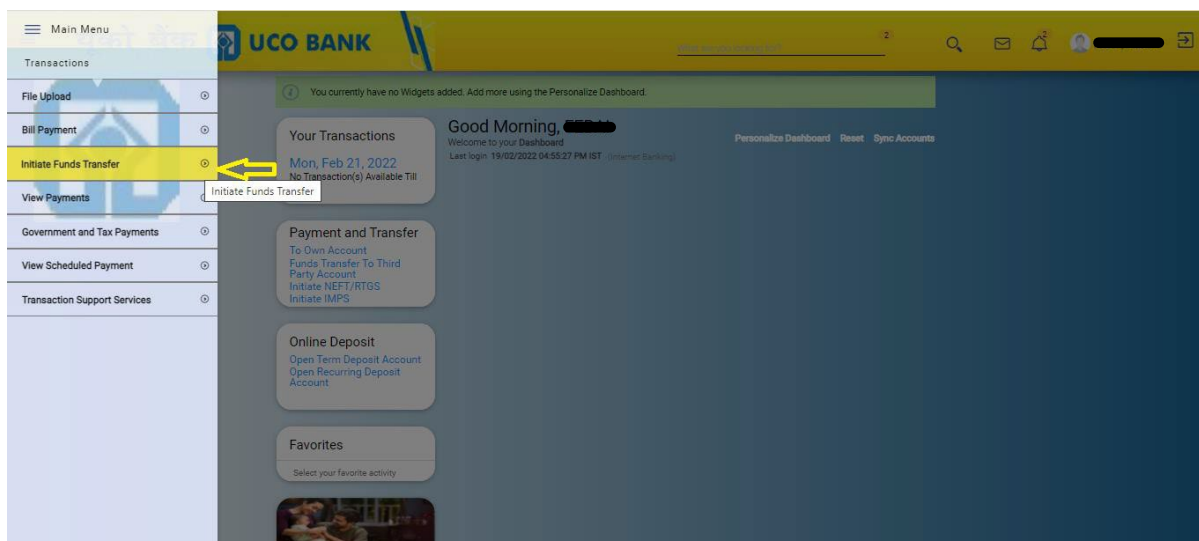 Main Menu
Transactions
File Upload
Bill Payment
Initiate Funds Transfer
Initiate Funds Transfer
View Payments
Government and Tax Payments
View Scheduled Payment
Transaction Support Services
यूको बैंक UCO BANK
2
2
You currently have no Widgets added. Add more using the Personalize Dashboard.
Your Transactions
Mon, Feb 21, 2022
No Transaction(s) Available Till
Good Morning,
Welcome to your Dashboard
Last login 19/02/2022 04:55:27 PM IST (Internet Banking)
Personalize Dashboard Reset Sync Accounts
Payment and Transfer
To Own Account
Funds Transfer To Third
Party Account
Initiate NEFT/RTGS
Initiate IMPS
Online Deposit
Open Term Deposit Account
Open Recurring Deposit
Account
Favorites
Select your favorite activity